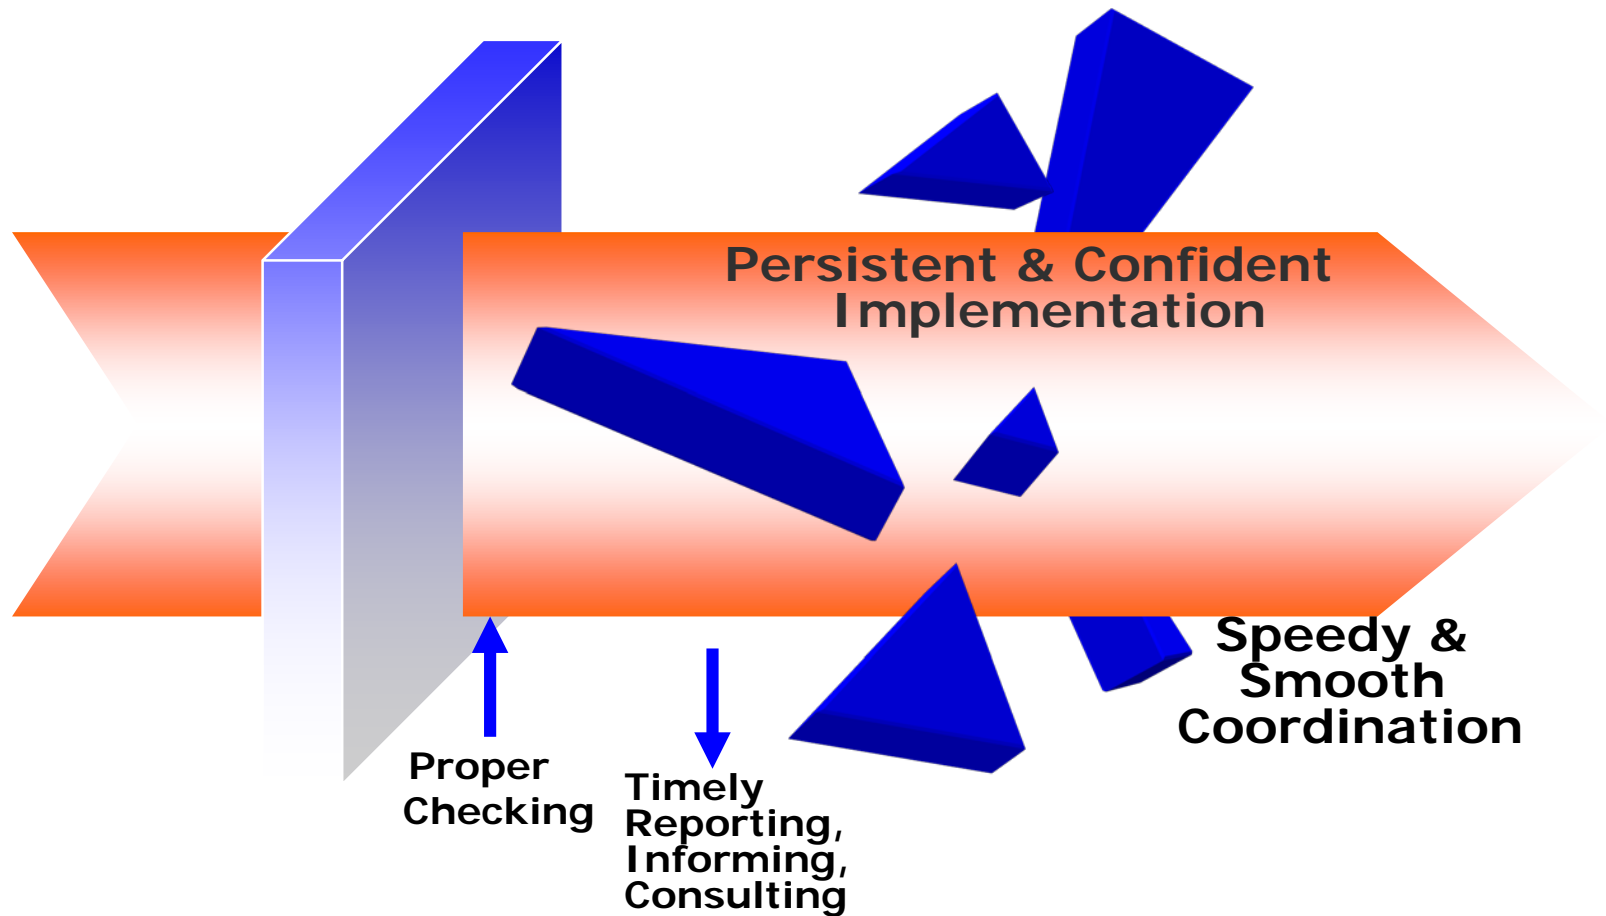 Persistent & Confident
Implementation
Speedy &
Smooth
Coordination
Proper
Checking
Timely
Reporting,
Informing,
Consulting